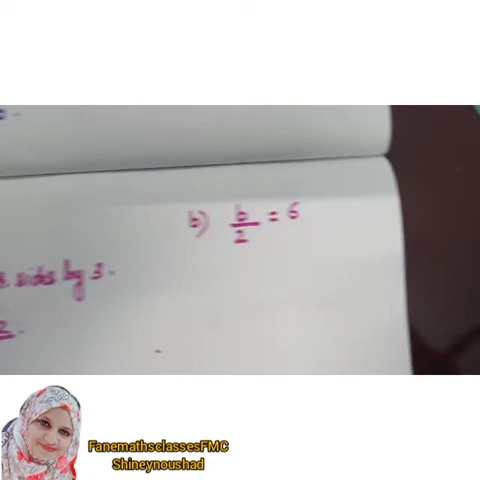 b) b/2 = 6
sides by 3.
FanemathsclassesFMC
Shineynoushad